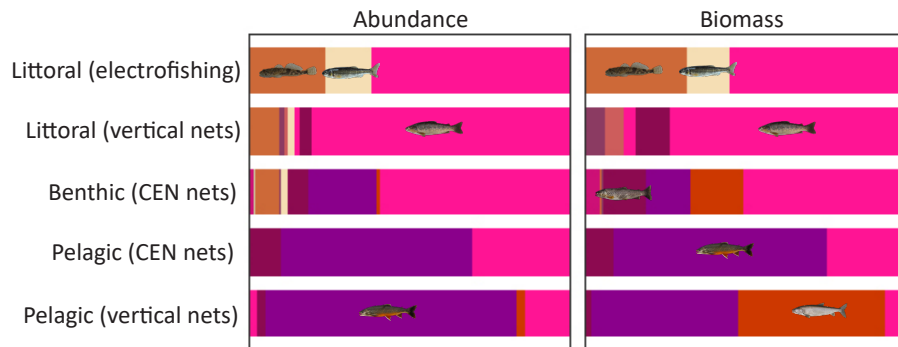 Abundance
Biomass
Littoral (electrofishing)
Littoral (vertical nets)
Benthic (CEN nets)
Pelagic (CEN nets)
Pelagic (vertical nets)